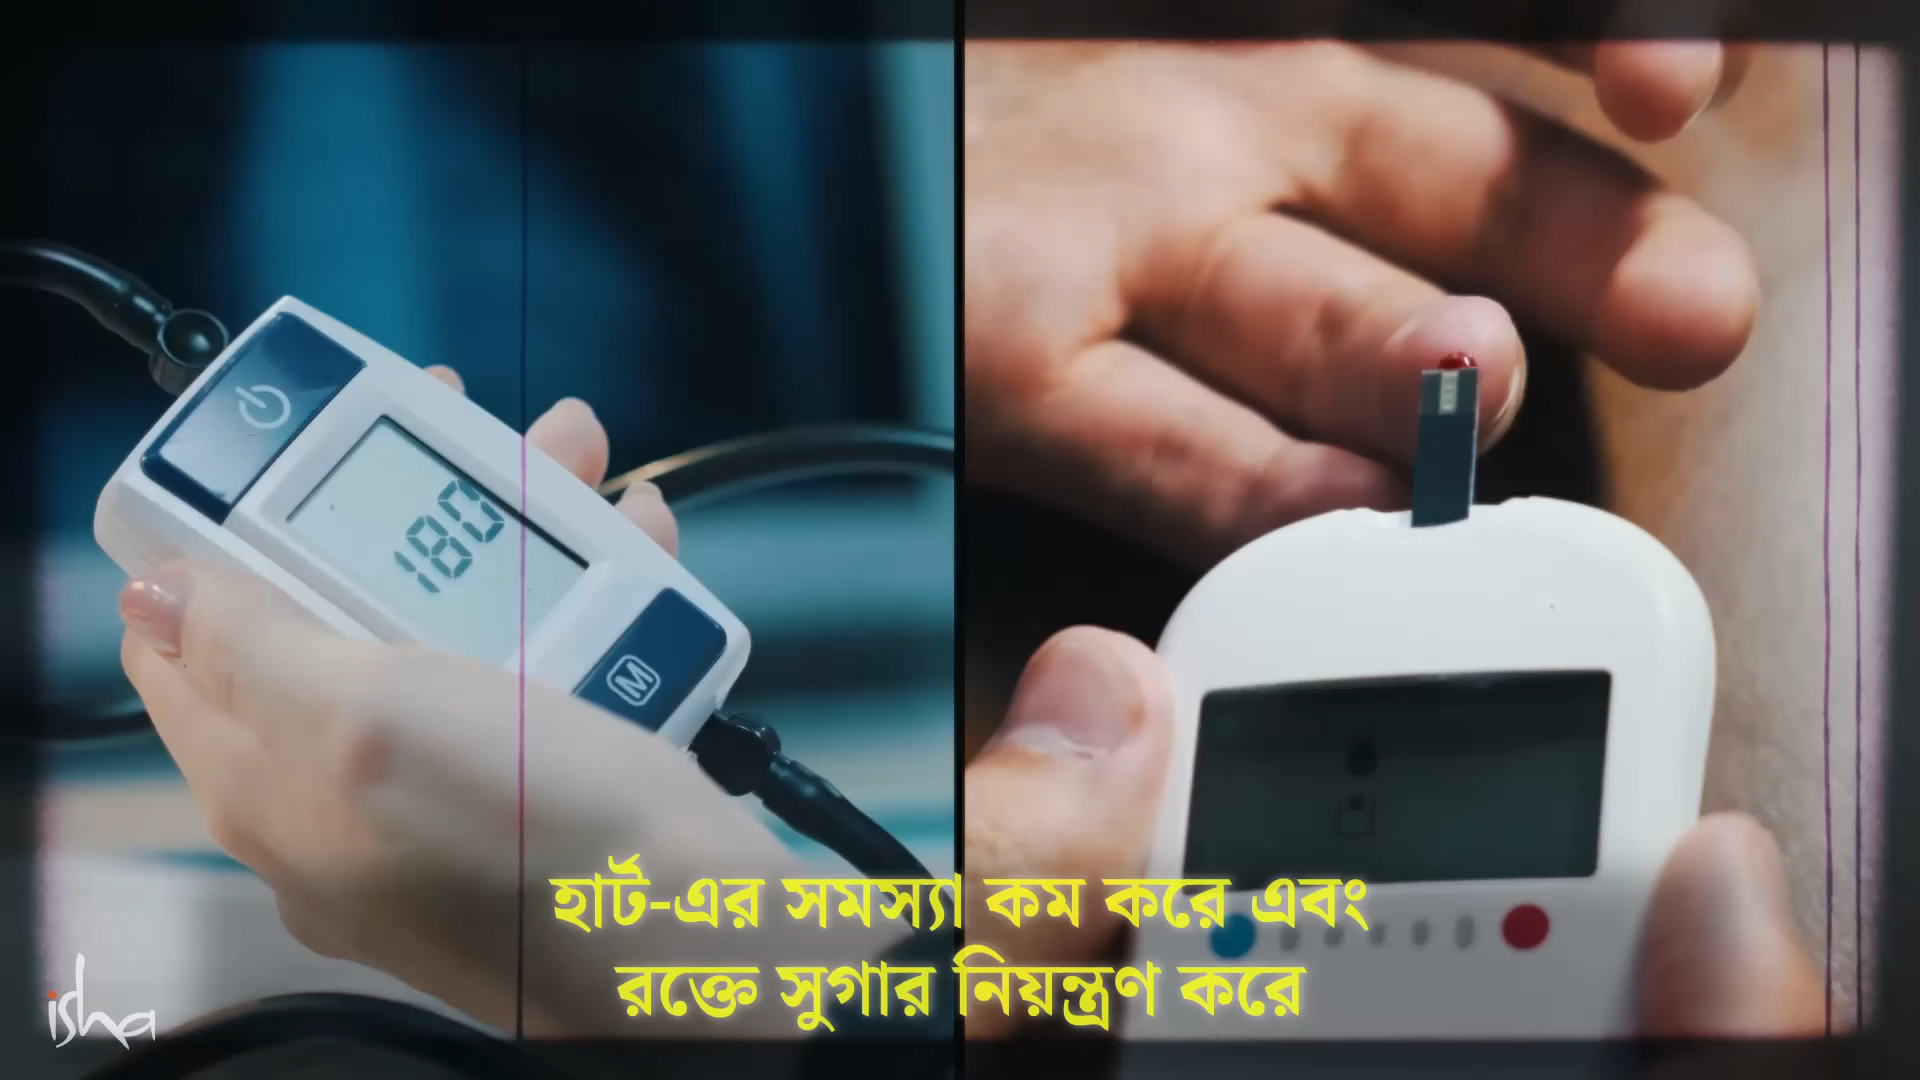 180
M
হার্ট-এর সমস্যা কম করে এবং
রক্তে সুগার নিয়ন্ত্রণ করে
isha